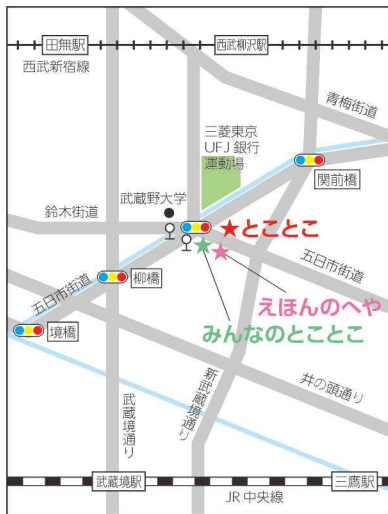 田無駅
西武柳沢駅
西武新宿線
青梅街道
三菱東京
UFJ銀行
運動場
関前橋
武蔵野大学
鈴木街道
★とことこ
五日市街道
五日市街道
柳橋
えほんのへや
みんなのとことこ
境橋
井の頭通り
新武蔵境通り
武蔵境通り
武蔵境駅
三鷹駅
JR中央線